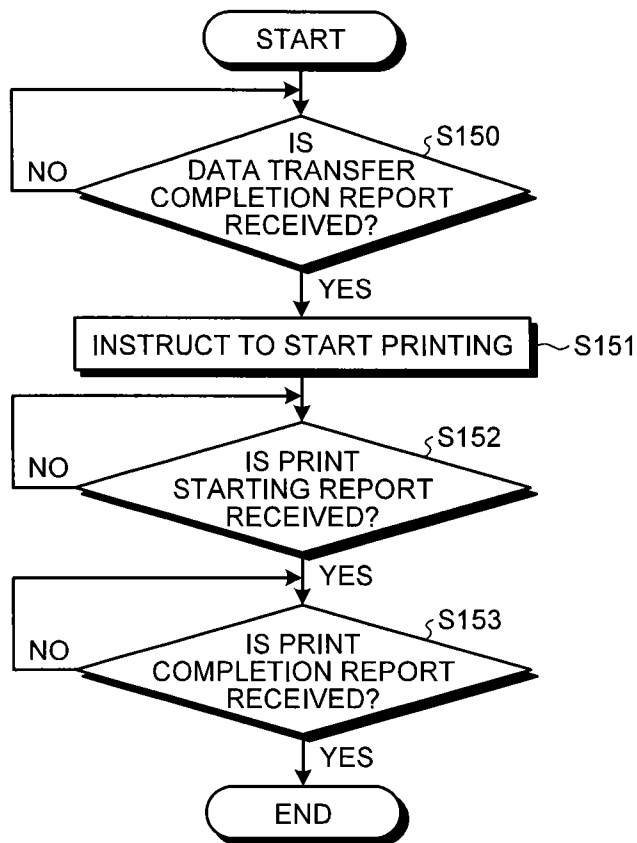 START
S150
IS
DATA TRANSFER
COMPLETION REPORT
RECEIVED?
NO
YES
INSTRUCT TO START PRINTING
S151
S152
IS PRINT
STARTING REPORT
RECEIVED?
NO
YES
S153
IS PRINT
COMPLETION REPORT
RECEIVED?
NO
YES
END